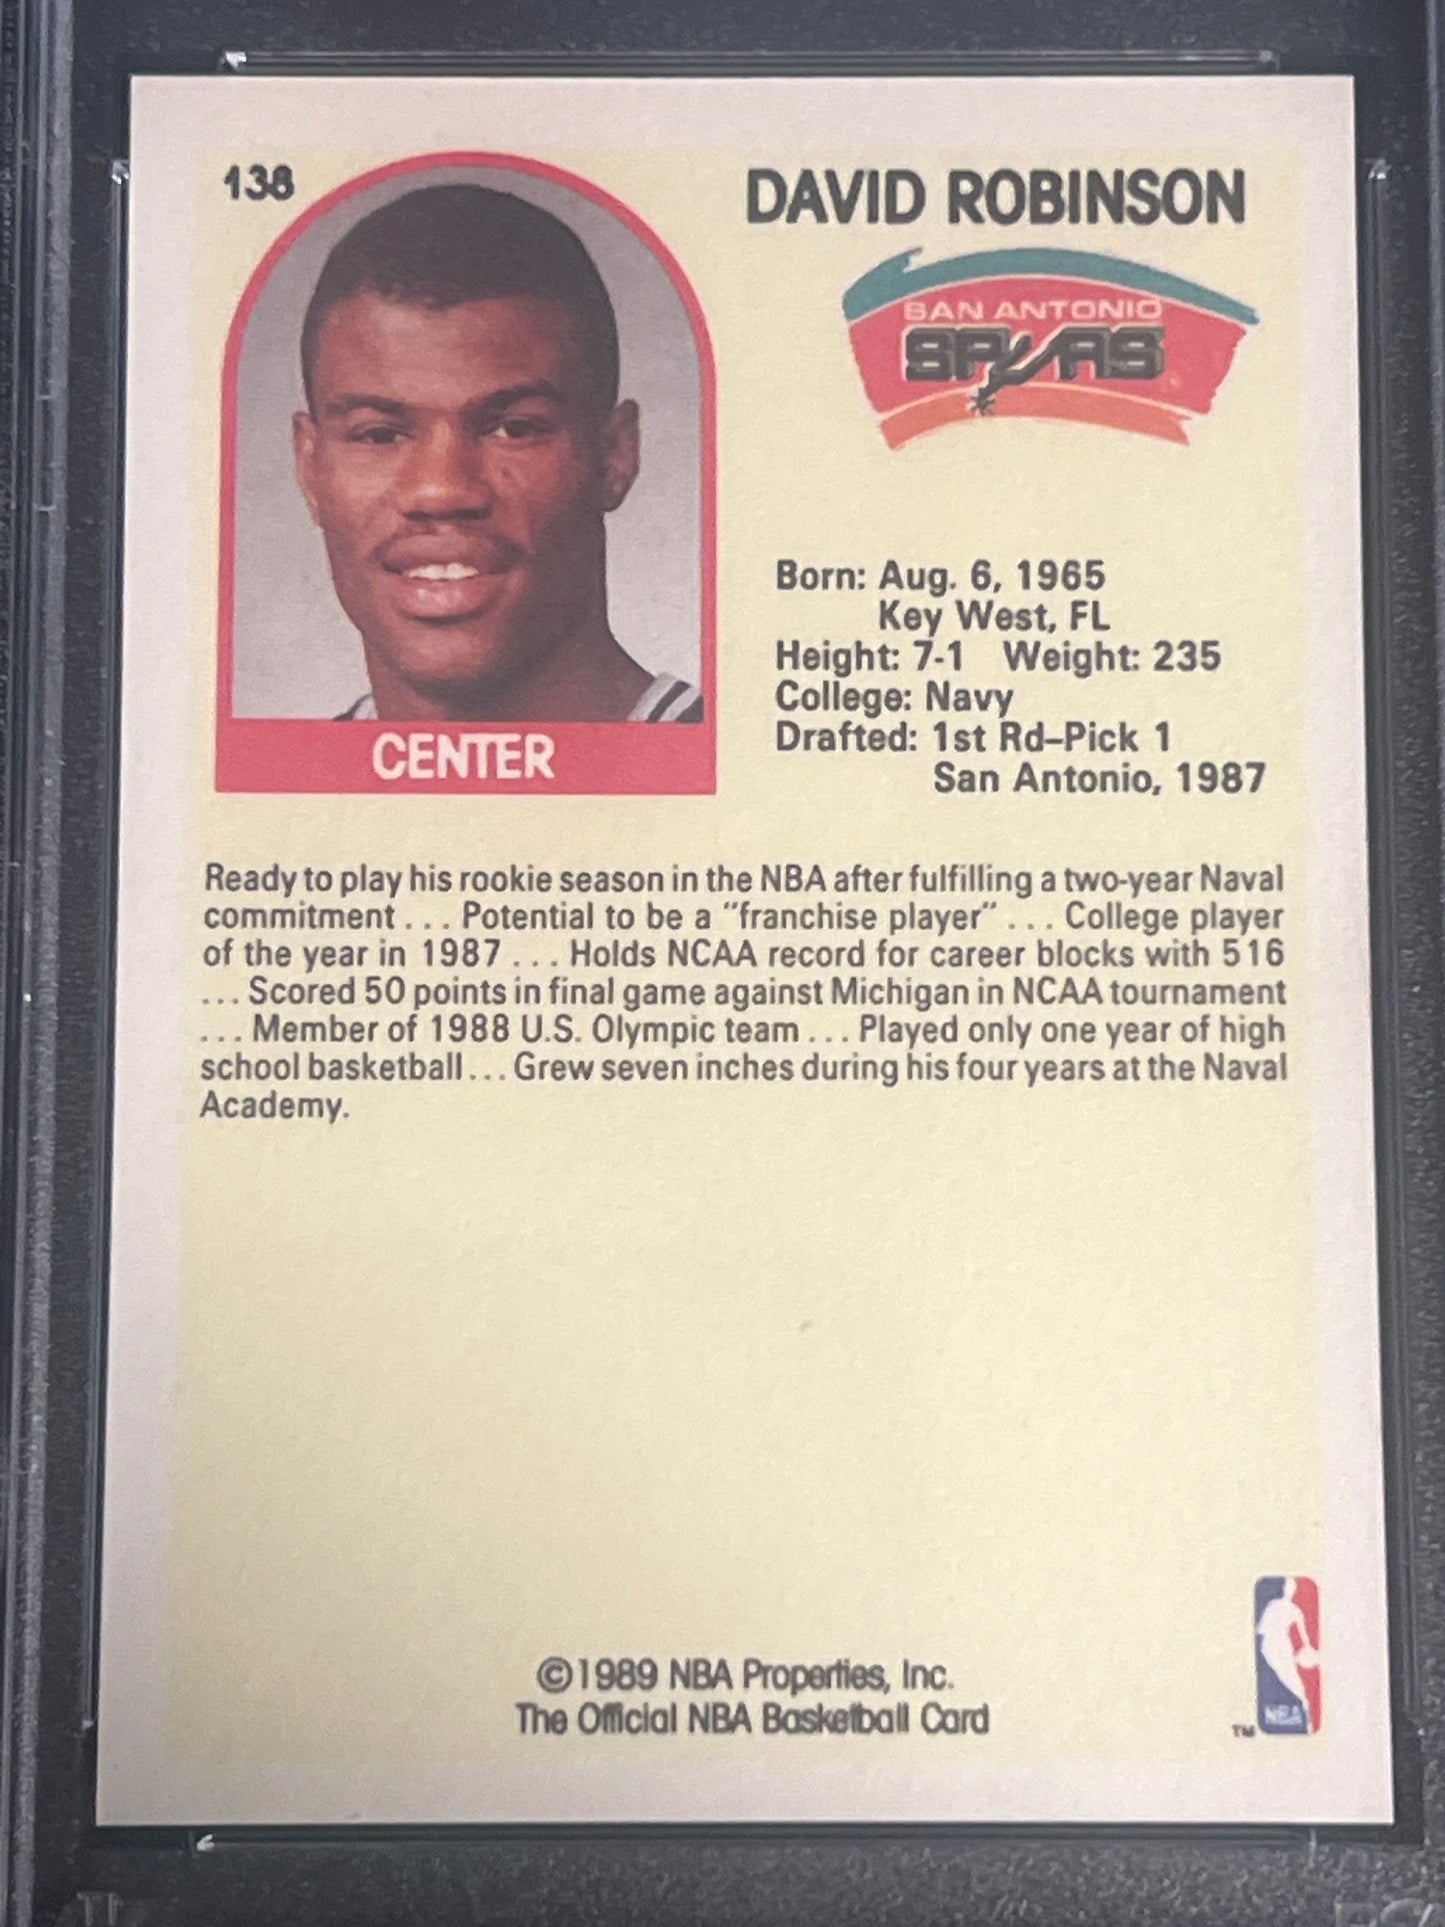 138
DAVID ROBINSON
SAN ANTONIO
SPURS
Born: Aug. 6, 1965
Key West, FL
Height: 7-1 Weight: 235
College: Navy
Drafted: 1st Rd–Pick 1
San Antonio, 1987
CENTER
Ready to play his rookie season in the NBA after fulfilling a two-year Naval
commitment . . . Potential to be a "franchise player" . . . College player
of the year in 1987 . . . Holds NCAA record for career blocks with 516
. . . Scored 50 points in final game against Michigan in NCAA tournament
. . . Member of 1988 U.S. Olympic team . . . Played only one year of high
school basketball . . . Grew seven inches during his four years at the Naval
Academy.
©1989 NBA Properties, Inc.
The Official NBA Basketball Card
NBA
TM